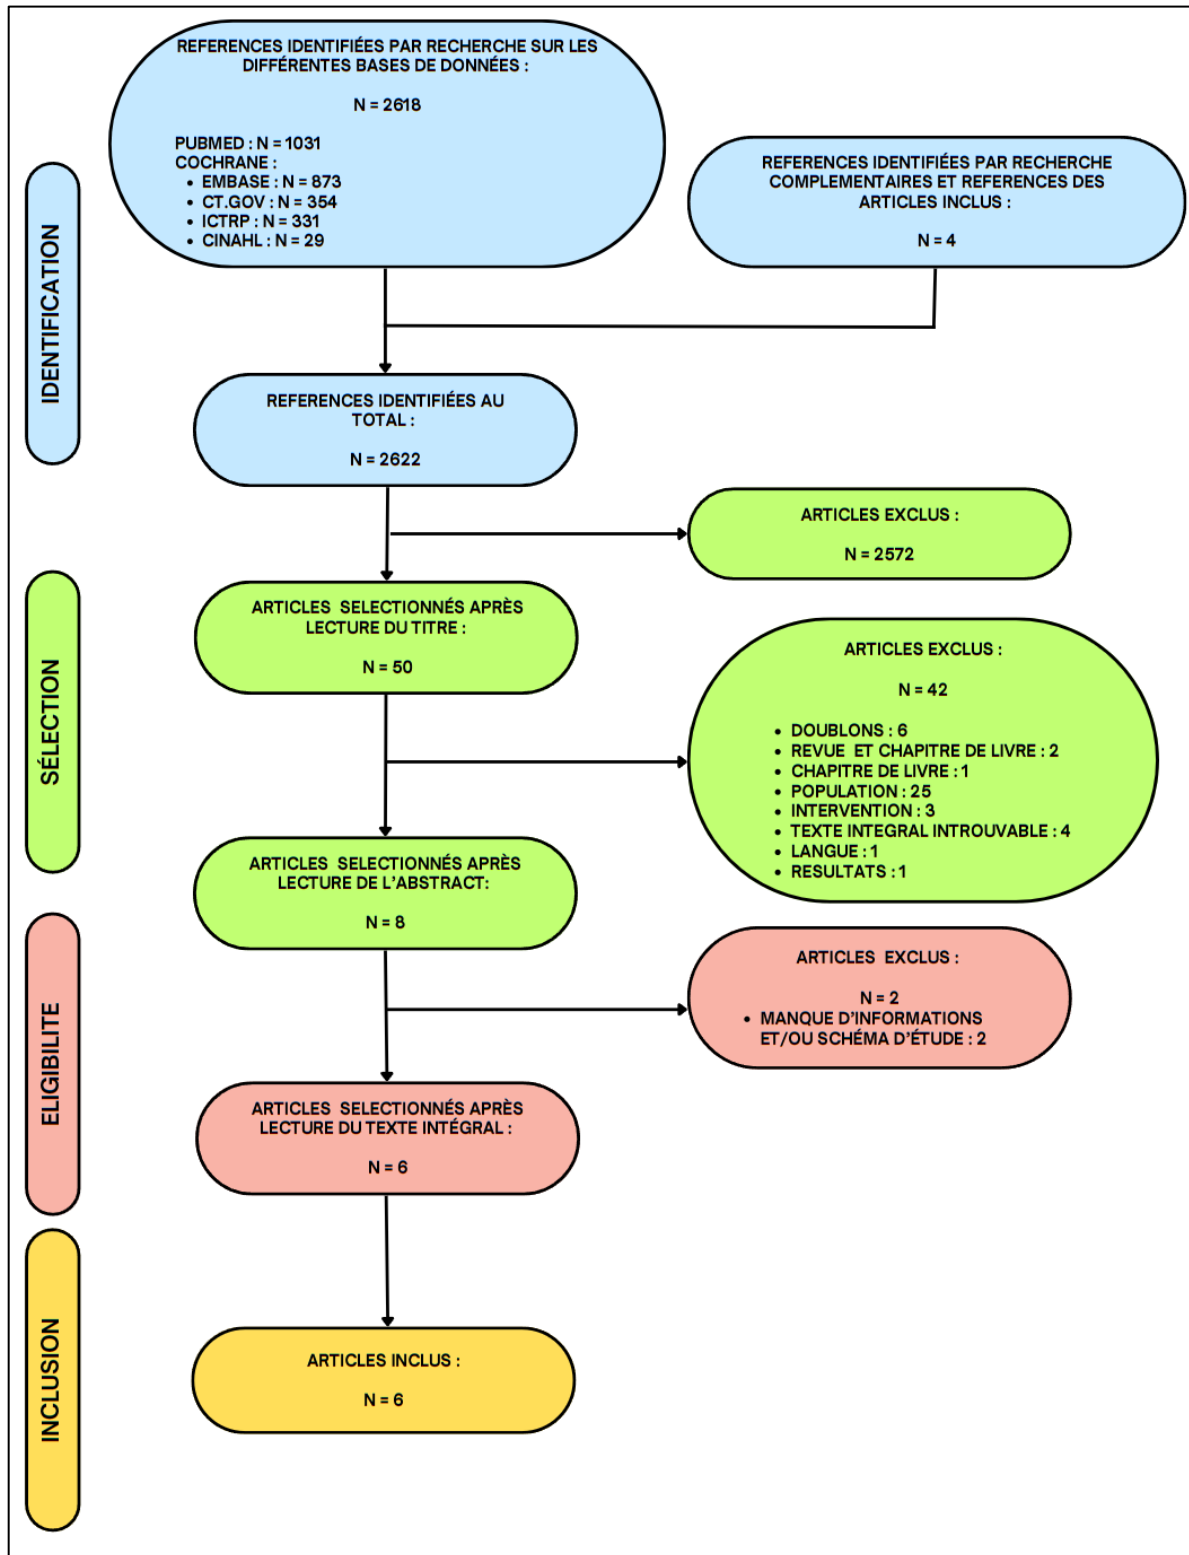 REFERENCES IDENTIFIÉES PAR RECHERCHE SUR LES
DIFFÉRENTES BASES DE DONNÉES :
N = 2618
PUBMED : N = 1031
COCHRANE :
• EMBASE : N = 873
• CT.GOV : N = 354
• ICTRP : N = 331
• CINAHL : N = 29
REFERENCES IDENTIFIÉES PAR RECHERCHE
COMPLEMENTAIRES ET REFERENCES DES
ARTICLES INCLUS :
N = 4
IDENTIFICATION
REFERENCES IDENTIFIÉES AU
TOTAL :
N = 2622
ARTICLES EXCLUS :
N = 2572
SÉLECTION
ARTICLES SELECTIONNÉS APRÈS
LECTURE DU TITRE :
N = 50
ARTICLES EXCLUS :
N = 42
• DOUBLONS : 6
• REVUE ET CHAPITRE DE LIVRE : 2
• CHAPITRE DE LIVRE : 1
• POPULATION : 25
• INTERVENTION : 3
• TEXTE INTEGRAL INTROUVABLE : 4
• LANGUE : 1
• RESULTATS : 1
ARTICLES SELECTIONNÉS APRÈS
LECTURE DE L'ABSTRACT:
N = 8
ELIGIBILITE
ARTICLES EXCLUS :
N = 2
• MANQUE D'INFORMATIONS
ET/OU SCHÉMA D'ÉTUDE : 2
ARTICLES SELECTIONNÉS APRÈS
LECTURE DU TEXTE INTÉGRAL :
N = 6
INCLUSION
ARTICLES INCLUS :
N = 6